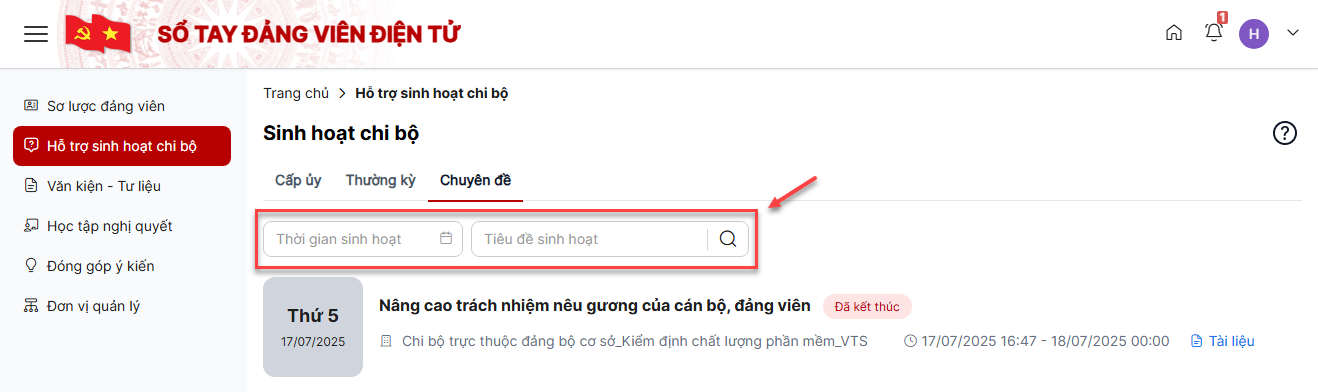 SỔ TAY ĐẢNG VIÊN ĐIỆN TỬ
1
H
Sơ lược đảng viên
Hỗ trợ sinh hoạt chi bộ
Văn kiện - Tư liệu
Học tập nghị quyết
Đóng góp ý kiến
Đơn vị quản lý
Trang chủ > Hỗ trợ sinh hoạt chi bộ
Sinh hoạt chi bộ
Cấp ủy Thường kỳ Chuyên đề
Thời gian sinh hoạt Tiêu đề sinh hoạt
Thứ 5
17/07/2025
Nâng cao trách nhiệm nêu gương của cán bộ, đảng viên Đã kết thúc
Chi bộ trực thuộc đảng bộ cơ sở_Kiểm định chất lượng phần mềm_VTS 17/07/2025 16:47 - 18/07/2025 00:00 Tài liệu